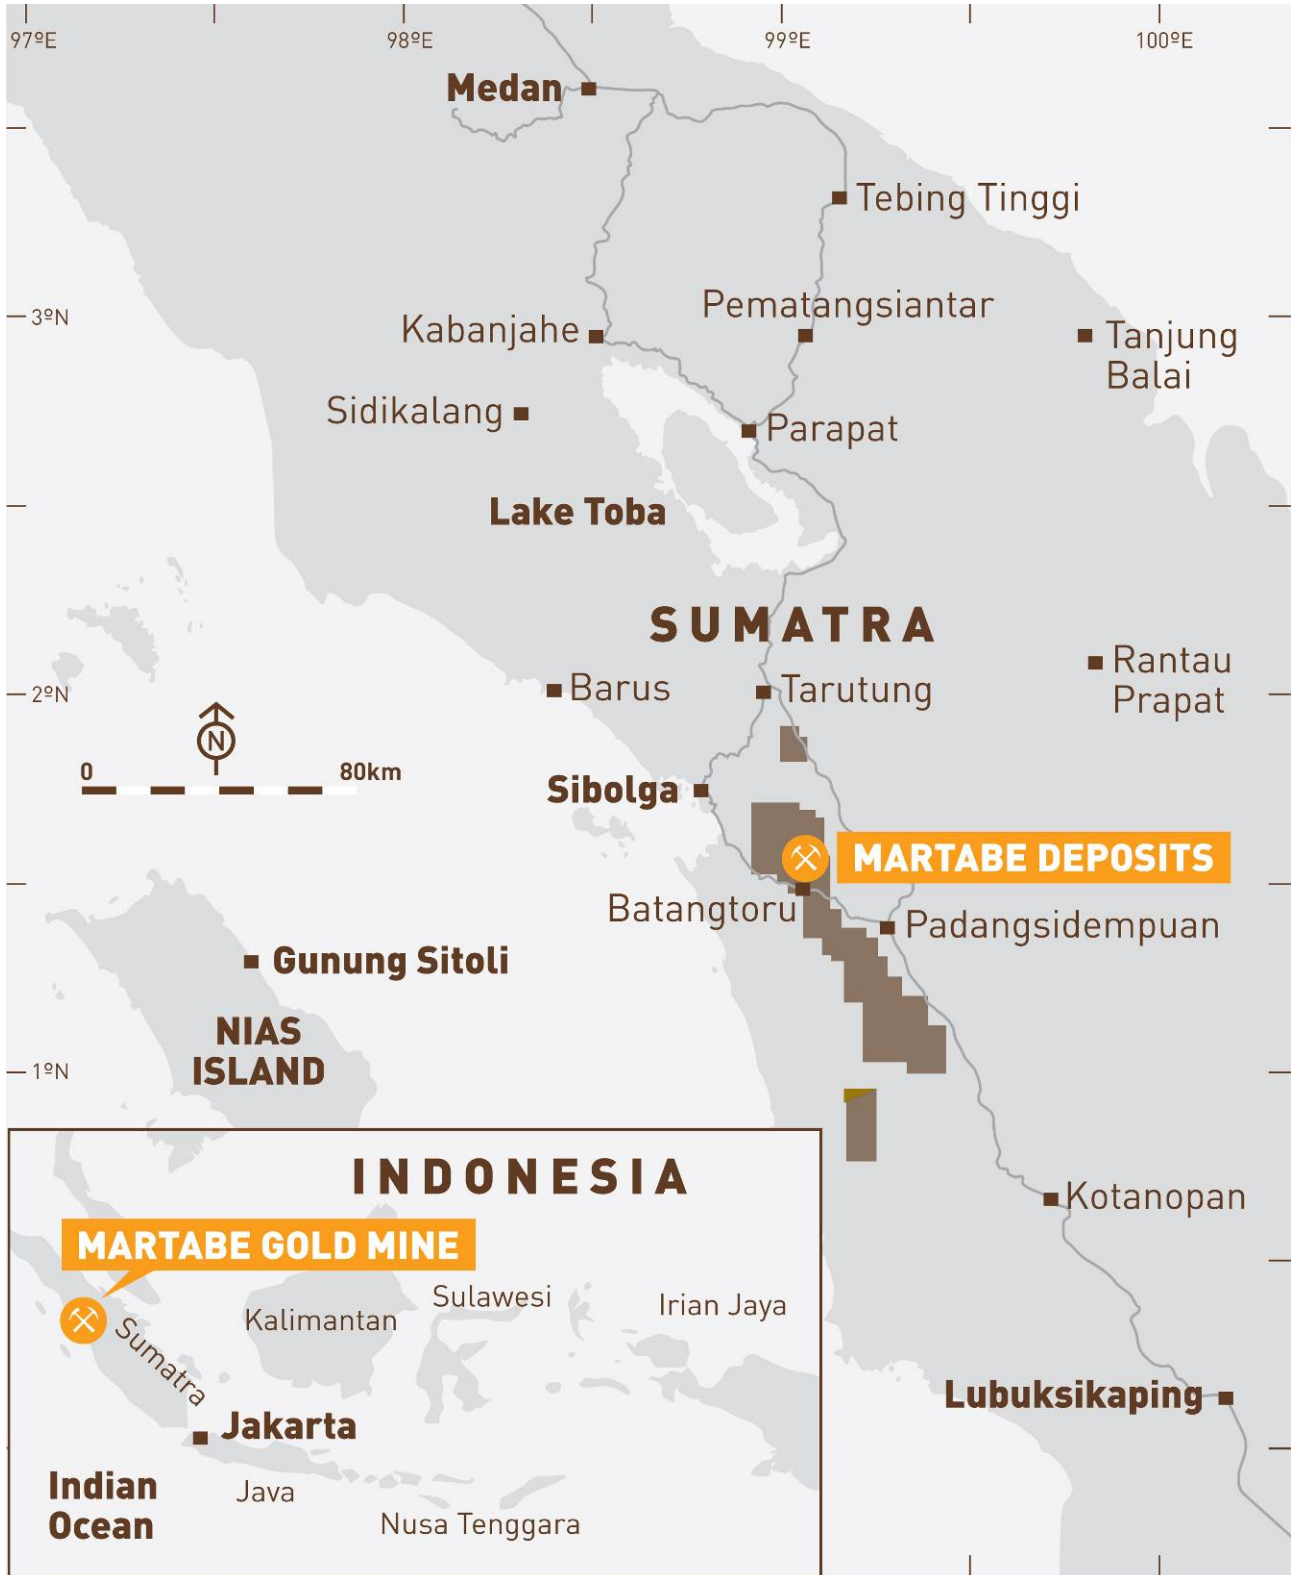 97ºE
98ºE
99ºE
100ºE
Medan
Tebing Tinggi
3ºN
Pematangsiantar
Kabanjahe
Tanjung
Balai
Sidikalang
Parapat
Lake Toba
SUMATRA
Rantau
Prapat
2ºN
Barus
Tarutung
N
0
80km
Sibolga
MARTABE DEPOSITS
Batangtoru
Padangsidempuan
Gunung Sitoli
NIAS
ISLAND
1ºN
Kotanopan
Lubuksikaping
INDONESIA
MARTABE GOLD MINE
Sulawesi
Irian Jaya
Kalimantan
Sumatra
Jakarta
Indian
Ocean
Java
Nusa Tenggara